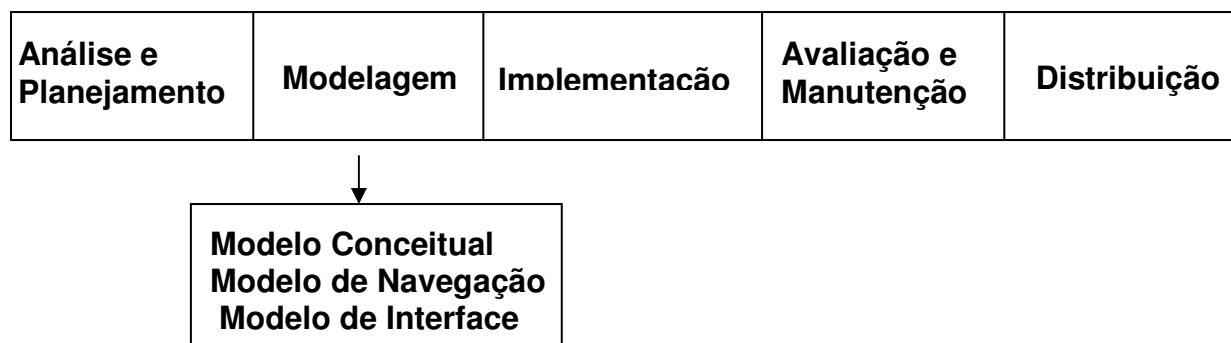 Análise e
Planejamento
Modelagem
Implementação
Avaliação e
Manutenção
Distribuição
Modelo Conceitual
Modelo de Navegação
Modelo de Interface